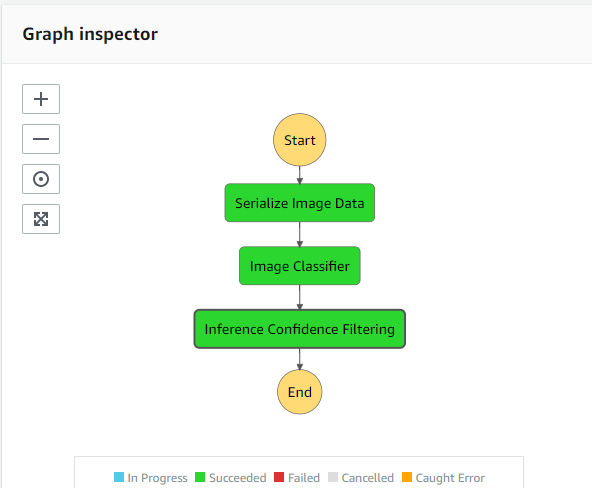 Graph inspector
Start
Serialize Image Data
Image Classifier
Inference Confidence Filtering
End
In Progress Succeeded Failed Cancelled Caught Error